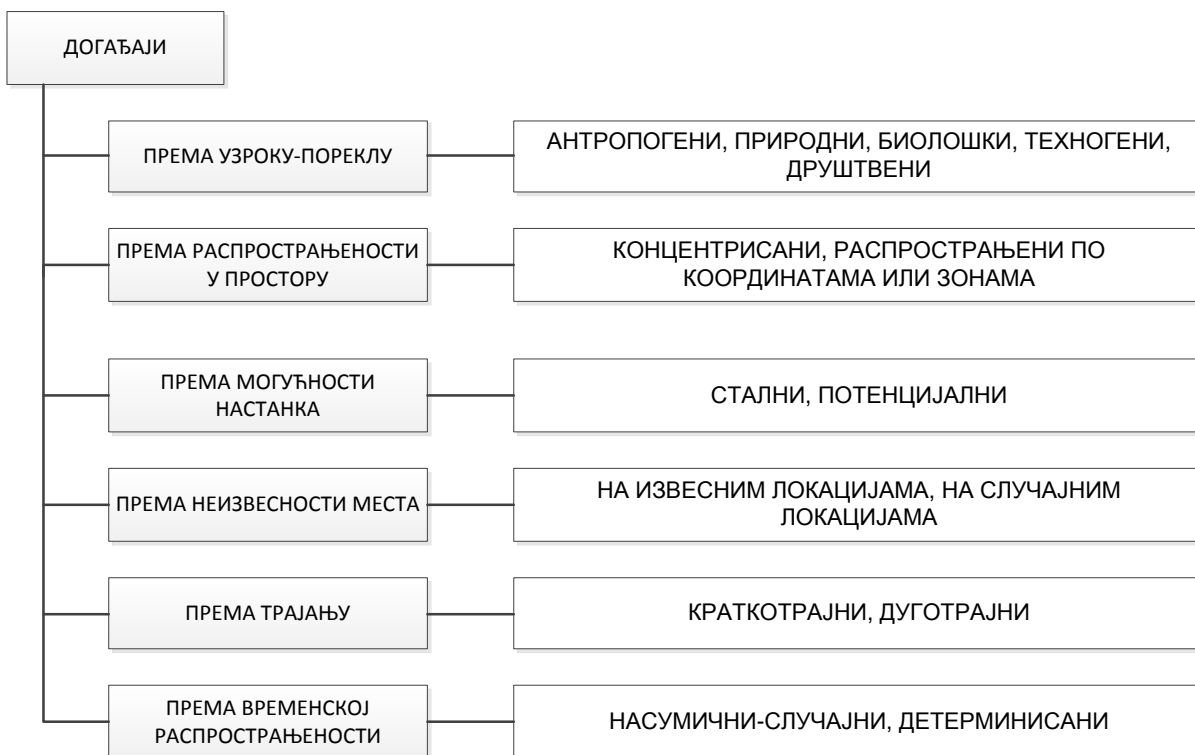 ДОГАЂАЈИ
ПРЕМА УЗРОКУ-ПОРЕКЛУ
АНТРОПОГЕНИ, ПРИРОДНИ, БИОЛОШКИ, ТЕХНОГЕНИ,
ДРУШТВЕНИ
ПРЕМА РАСПРОСТРАЊЕНОСТИ
У ПРОСТОРУ
КОНЦЕНТРИСАНИ, РАСПРОСТРАЊЕНИ ПО
КООРДИНАТАМА ИЛИ ЗОНАМА
ПРЕМА МОГУЋНОСТИ
НАСТАНКА
СТАЛНИ, ПОТЕНЦИЈАЛНИ
ПРЕМА НЕИЗВЕСНОСТИ МЕСТА
НА ИЗВЕСНИМ ЛОКАЦИЈАМА, НА СЛУЧАЈНИМ
ЛОКАЦИЈАМА
ПРЕМА ТРАЈАЊУ
КРАТКОТРАЈНИ, ДУГОТРАЈНИ
ПРЕМА ВРЕМЕНСКОЈ
РАСПРОСТРАЊЕНОСТИ
НАСУМИЧНИ-СЛУЧАЈНИ, ДЕТЕРМИНИСАНИ